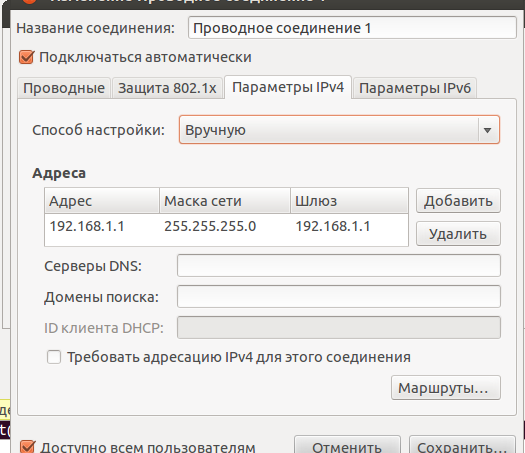 Название соединения: Проводное соединение 1
Подключаться автоматически
Проводные Защита 802.1x Параметры IPv4 Параметры IPv6
Способ настройки: Вручную
Адреса
Адрес Маска сети Шлюз
192.168.1.1 255.255.255.0 192.168.1.1
Добавить
Удалить
Серверы DNS:
Домены поиска:
ID клиента DHCP:
Требовать адресацию IPv4 для этого соединения
Маршруты...
Доступно всем пользователям Отменить Сохранить...